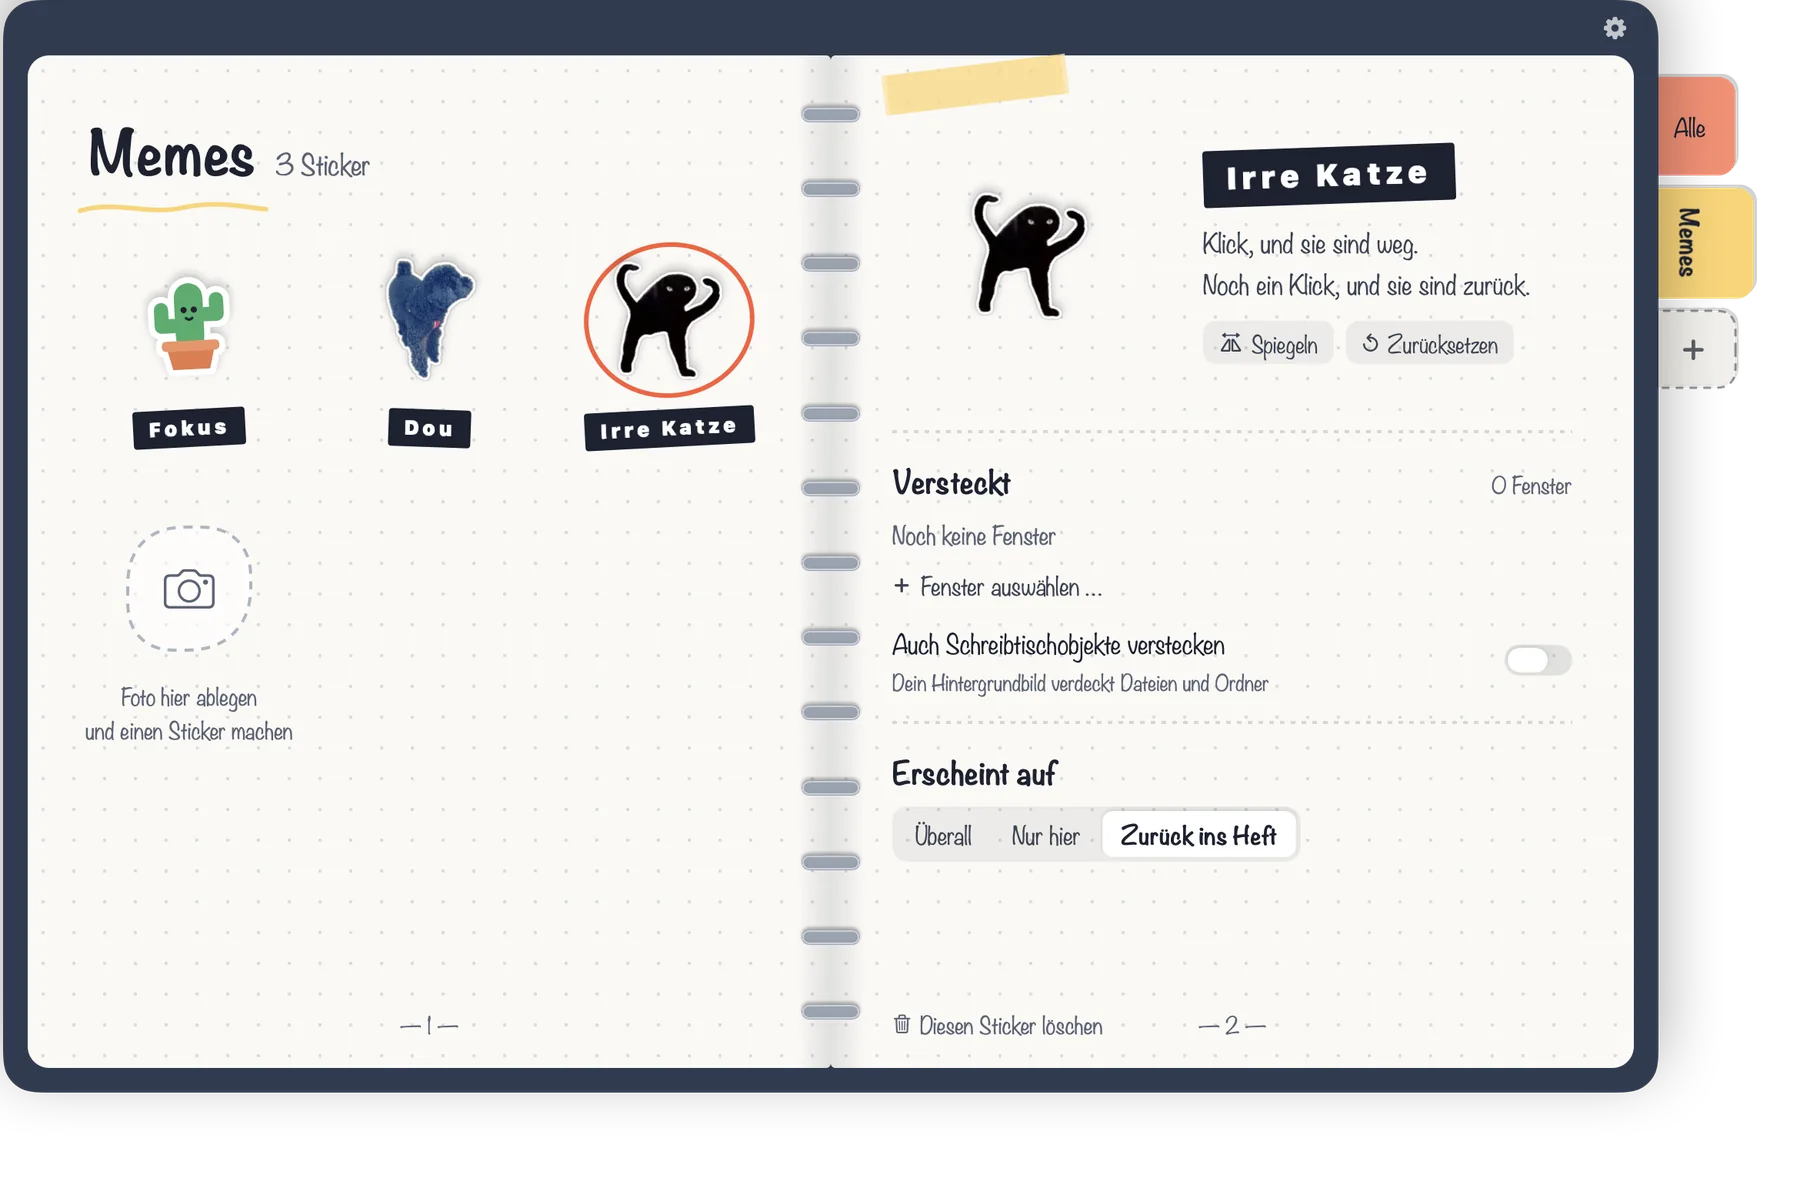 Memes 3 Sticker
Fokus
Dou
Irre Katze
Foto hier ablegen
und einen Sticker machen
— 1 —
Irre Katze
Klick, und sie sind weg.
Noch ein Klick, und sie sind zurück.
Spiegeln
Zurücksetzen
Versteckt
0 Fenster
Noch keine Fenster
+ Fenster auswählen ...
Auch Schreibtischobjekte verstecken
Dein Hintergrundbild verdeckt Dateien und Ordner
Erscheint auf
Überall
Nur hier
Zurück ins Heft
Diesen Sticker löschen
— 2 —
Alle
Memes
+